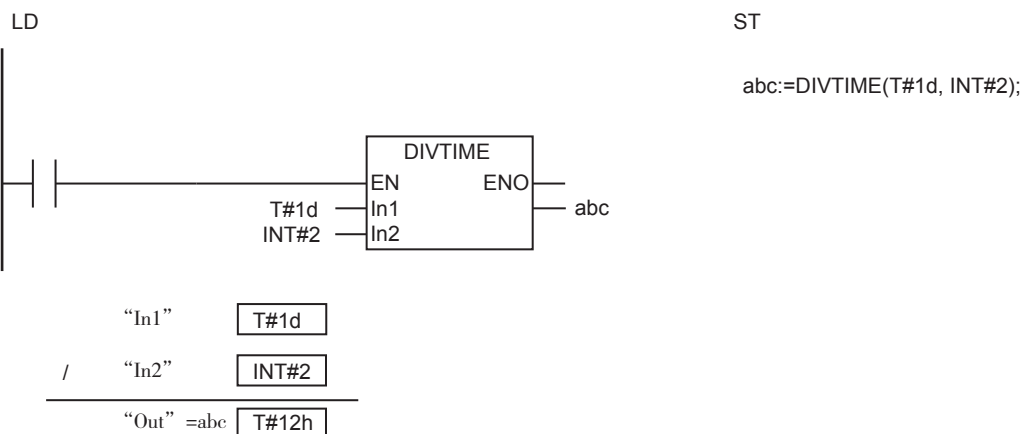 LD
ST
abc:=DIVTIME(T#1d, INT#2);
DIVTIME
EN ENO
T#1d In1 abc
INT#2 In2
“In1” T#1d
/ “In2” INT#2
“Out” =abc T#12h